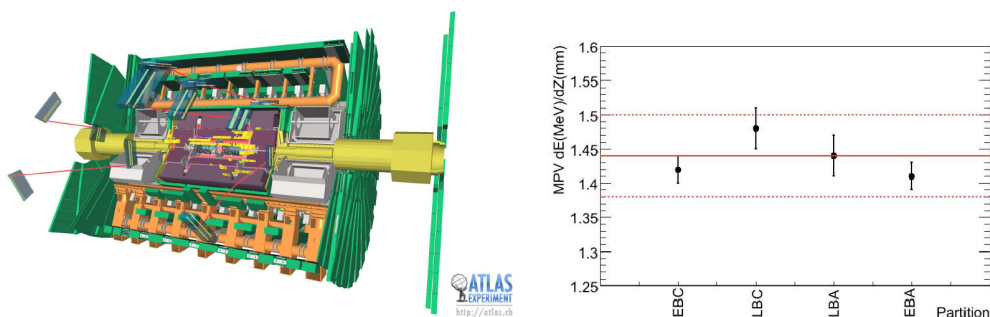 ATLAS
EXPERIMENT
http://atlas.ch
MPV dE(MeV)/dZ(mm)
1.6
1.55
1.5
1.45
1.4
1.35
1.3
1.25
EBC
LBC
LBA
EBA
Partition